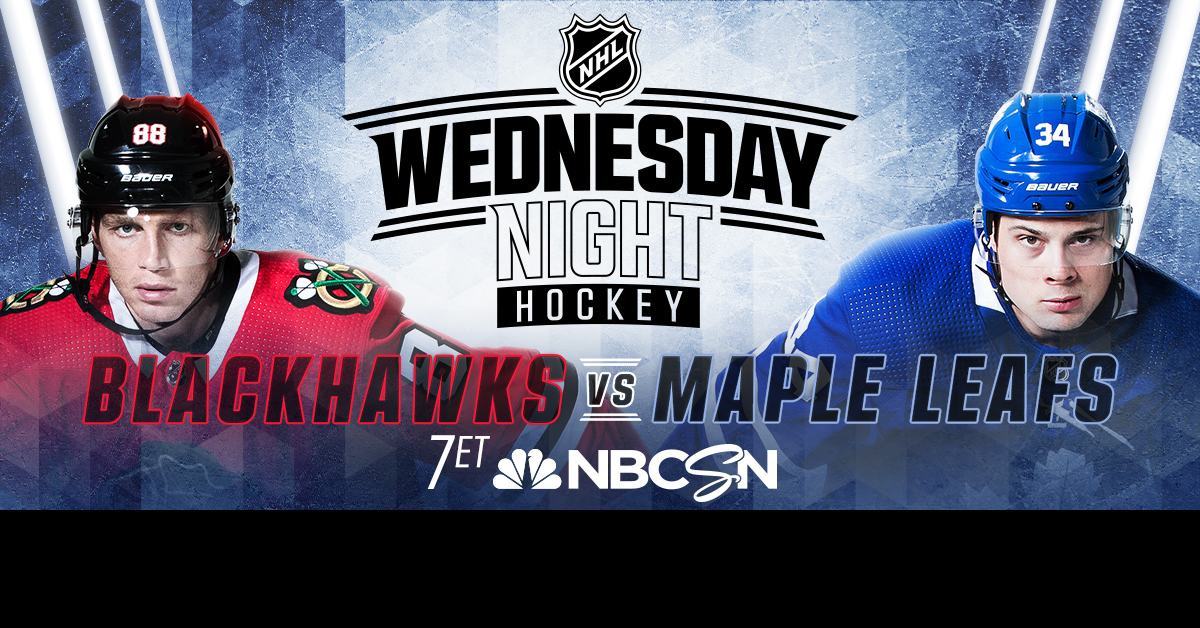 NHL
WEDNESDAY
NIGHT
HOCKEY
88
BAUER
34
BAUER
BLACKHAWKS VS MAPLE LEAFS
7ET NBCSN